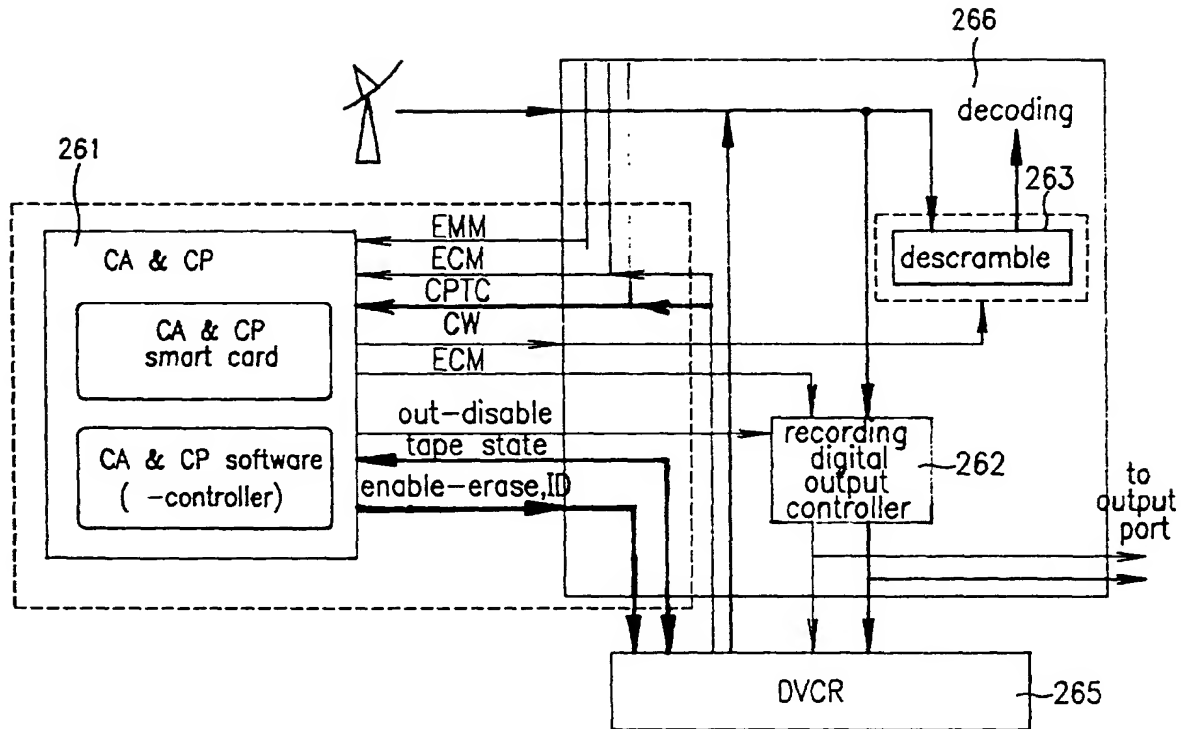 266
decoding
261
263
EMM
CA & CP
ECM
descramble
CPTC
CW
CA & CP
smart card
ECM
out-disable
tape state
recording
digital
output
controller
262
CA & CP software
( -controller)
enable-erase,ID
to
output
port
DVCR
265